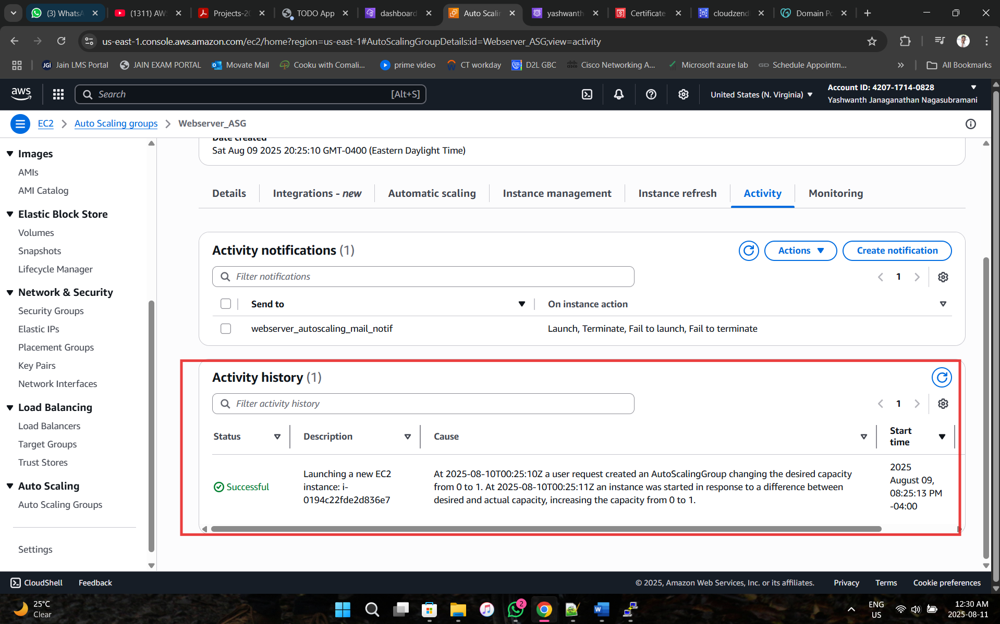 (3) WhatsA
(1311) AW
Projects-20
TODO App
dashboard
Auto Scalin
yashwanth
Certificate
cloudzend
Domain Po
us-east-1.console.aws.amazon.com/ec2/home?region=us-east-1#AutoScalingGroupDetails:id=Webserver_ASG;view=activity
JGI Jain LMS Portal
JAIN EXAM PORTAL
Movate Mail
Cooku with Comali...
prime video
CT workday
D2L GBC
Cisco Networking A...
Microsoft azure lab
GD Schedule Appointm...
All Bookmarks
aws
Search [Alt+S]
United States (N. Virginia)
Account ID: 4207-1714-0828
Yashwanth Janaganathan Nagasubramani
EC2
Auto Scaling groups
Webserver_ASG
Images
AMIs
AMI Catalog
Elastic Block Store
Volumes
Snapshots
Lifecycle Manager
Network & Security
Security Groups
Elastic IPs
Placement Groups
Key Pairs
Network Interfaces
Load Balancing
Load Balancers
Target Groups
Trust Stores
Auto Scaling
Auto Scaling Groups
Settings
Date created
Sat Aug 09 2025 20:25:10 GMT-0400 (Eastern Daylight Time)
Details
Integrations - new
Automatic scaling
Instance management
Instance refresh
Activity
Monitoring
Activity notifications (1)
Actions
Create notification
Filter notifications
1
Send to
On instance action
webserver_autoscaling_mail_notif
Launch, Terminate, Fail to launch, Fail to terminate
Activity history (1)
Filter activity history
1
Status
Description
Cause
Start
time
Successful
Launching a new EC2
instance: i-
0194c22fde2d836e7
At 2025-08-10T00:25:10Z a user request created an AutoScalingGroup changing the desired capacity
from 0 to 1. At 2025-08-10T00:25:11Z an instance was started in response to a difference between
desired and actual capacity, increasing the capacity from 0 to 1.
2025
August 09,
08:25:13 PM
-04:00
CloudShell
Feedback
© 2025, Amazon Web Services, Inc. or its affiliates.
Privacy
Terms
Cookie preferences
25°C
Clear
2
ENG
US
12:30 AM
2025-08-11